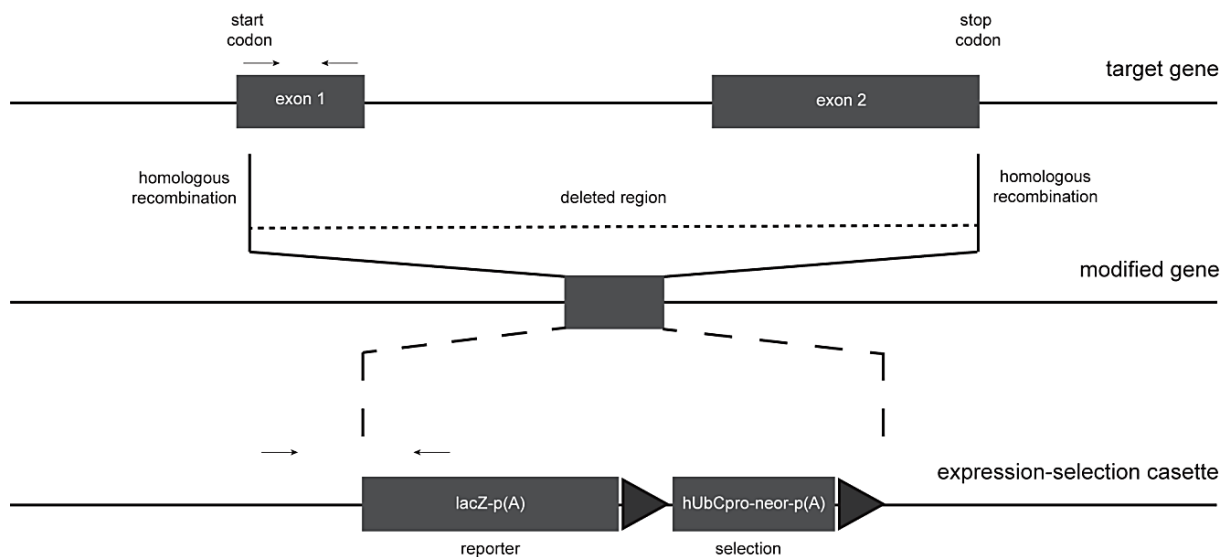 start
codon
stop
codon
target gene
exon 1
exon 2
homologous
recombination
deleted region
homologous
recombination
modified gene
expression-selection casette
lacZ-p(A)
hUbCpro-neor-p(A)
reporter
selection